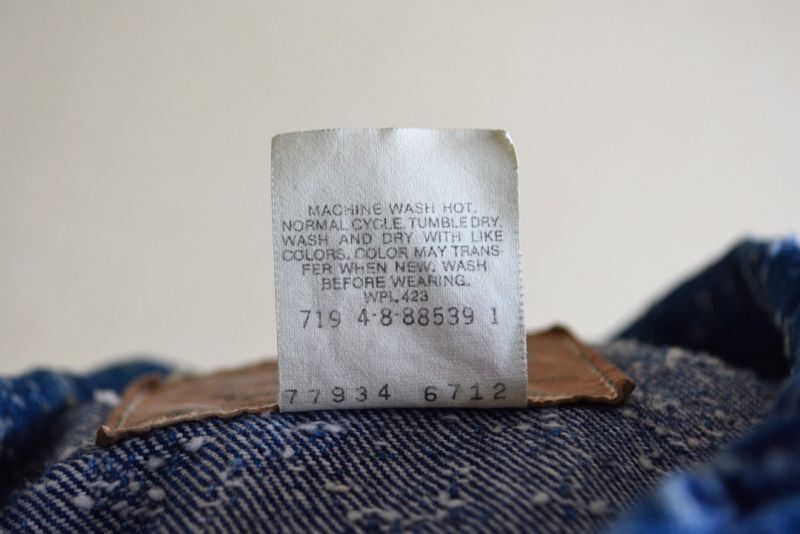 MACHINE WASH HOT.
NORMAL CYCLE. TUMBLE DRY.
WASH AND DRY WITH LIKE
COLORS. COLOR MAY TRANS
FER WHEN NEW. WASH
BEFORE WEARING.
WPL 423
719 4-8-88539 1
77934 6712